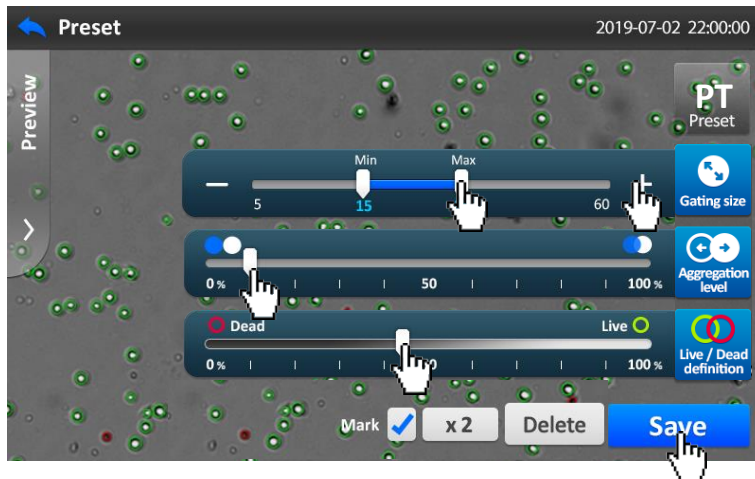 Preset 2019-07-02 22:00:00
Preview
PT
Preset
Min Max
5 15 60
Gating size
0 % 50 100 %
Aggregation
level
Dead Live
0 % 100 %
Live / Dead
definition
Mark x 2 Delete Save